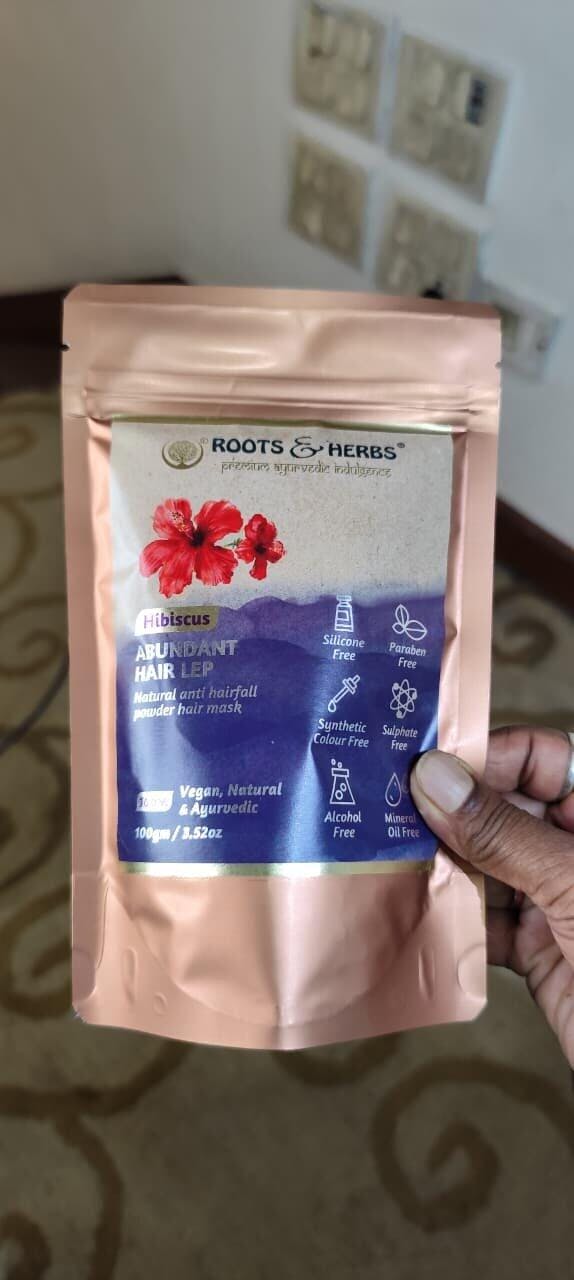 ROOTS & HERBS®
premium ayurvedic indulgence
Hibiscus
ABUNDANT
HAIR LEP
Natural anti hairfall
powder hair mask
Vegan, Natural
& Ayurvedic
100gm / 3.52oz
Silicone
Free
Paraben
Free
Synthetic
Colour Free
Sulphate
Free
Alcohol
Free
Mineral
Oil Free